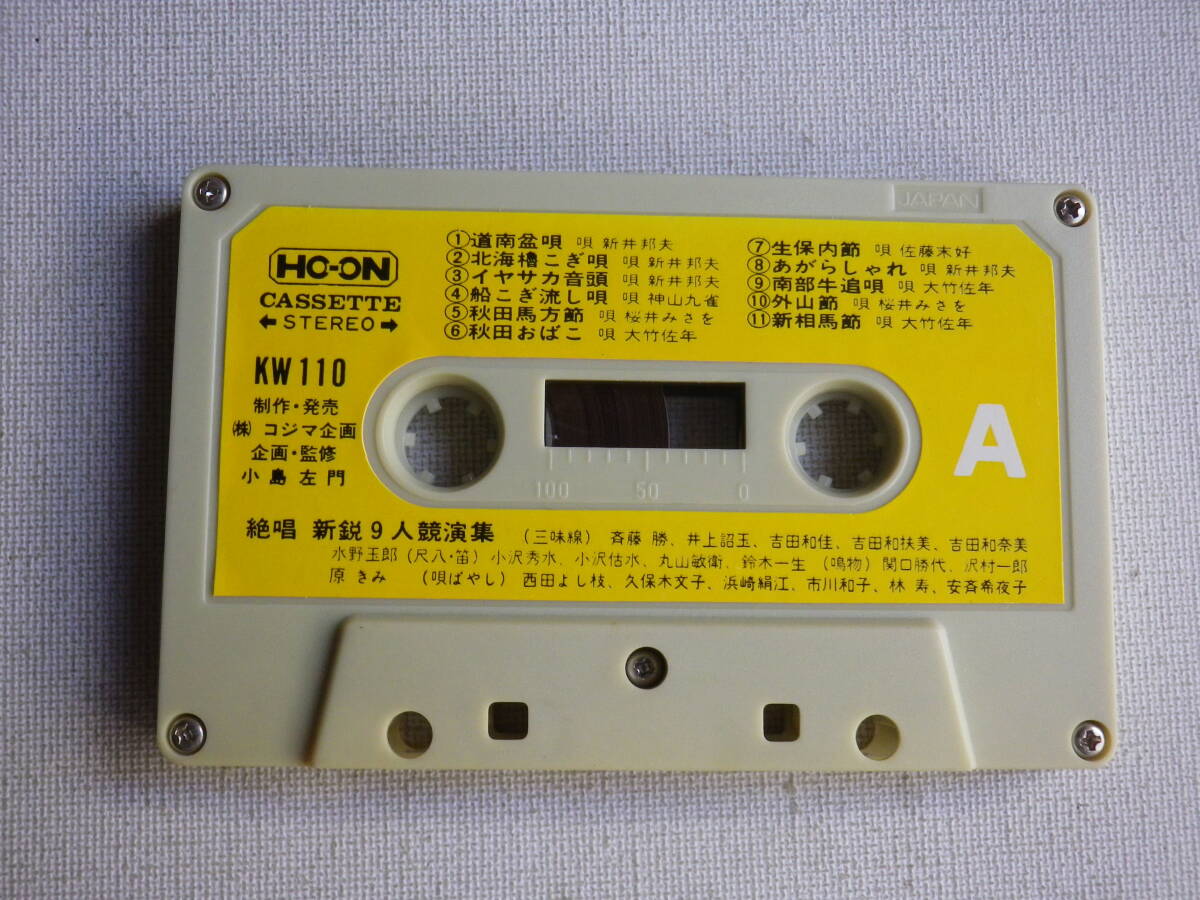 JAPAN
HO-ON
CASSETTE
←STEREO→
KW110
制作・発売
㈱ コジマ企画
企画・監修
小島左門
①道南盆唄 唄 新井邦夫
②北海櫓こぎ唄 唄 新井邦夫
③イヤサカ音頭 唄 新井邦夫
④船こぎ流し唄 唄 神山九雀
⑤秋田馬方節 唄 桜井みさを
⑥秋田おばこ 唄 大竹佐年
⑦生保内節 唄 佐藤末好
⑧あがらしゃれ 唄 新井邦夫
⑨南部牛追唄 唄 大竹佐年
⑩外山節 唄 桜井みさを
⑪新相馬節 唄 大竹佐年
A
100 50 0
絶唱 新鋭9人競演集 (三味線) 斉藤 勝、井上詔玉、吉田和佳、吉田和扶美、吉田和奈美
水野玉郎 (尺八・笛) 小沢秀水、小沢估水、丸山敏衛、鈴木一生 (鳴物) 関口勝代、沢村一郎
原 きみ (唄ばやし) 西田よし枝、久保木文子、浜崎絹江、市川和子、林 寿、安斉希夜子